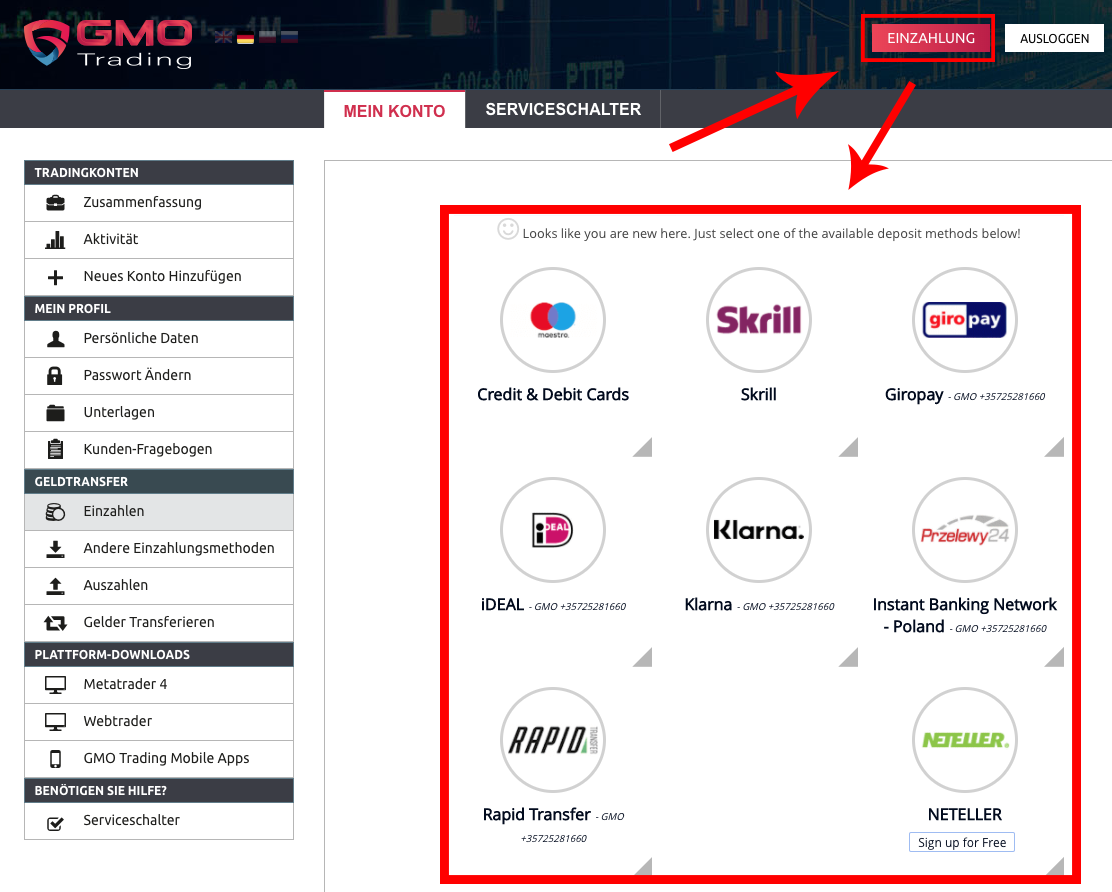 GMO
Trading
EINZAHLUNG
AUSLOGGEN
MEIN KONTO
SERVICESCHALTER
TRADINGKONTEN
Zusammenfassung
Aktivität
Neues Konto Hinzufügen
MEIN PROFIL
Persönliche Daten
Passwort Ändern
Unterlagen
Kunden-Fragebogen
GELDTRANSFER
Einzahlen
Andere Einzahlungsmethoden
Auszahlen
Gelder Transferieren
PLATTFORM-DOWNLOADS
Metatrader 4
Webtrader
GMO Trading Mobile Apps
BENÖTIGEN SIE HILFE?
Serviceschalter
Looks like you are new here. Just select one of the available deposit methods below!
maestro.
Credit & Debit Cards
Skrill
Skrill
giropay
Giropay - GMO +35725281660
iDEAL
iDEAL - GMO +35725281660
Klarna.
Klarna - GMO +35725281660
Przelewy24
Instant Banking Network
- Poland - GMO +35725281660
RAPID TRANSFER
Rapid Transfer - GMO
+35725281660
NETELLER®
NETELLER
Sign up for Free